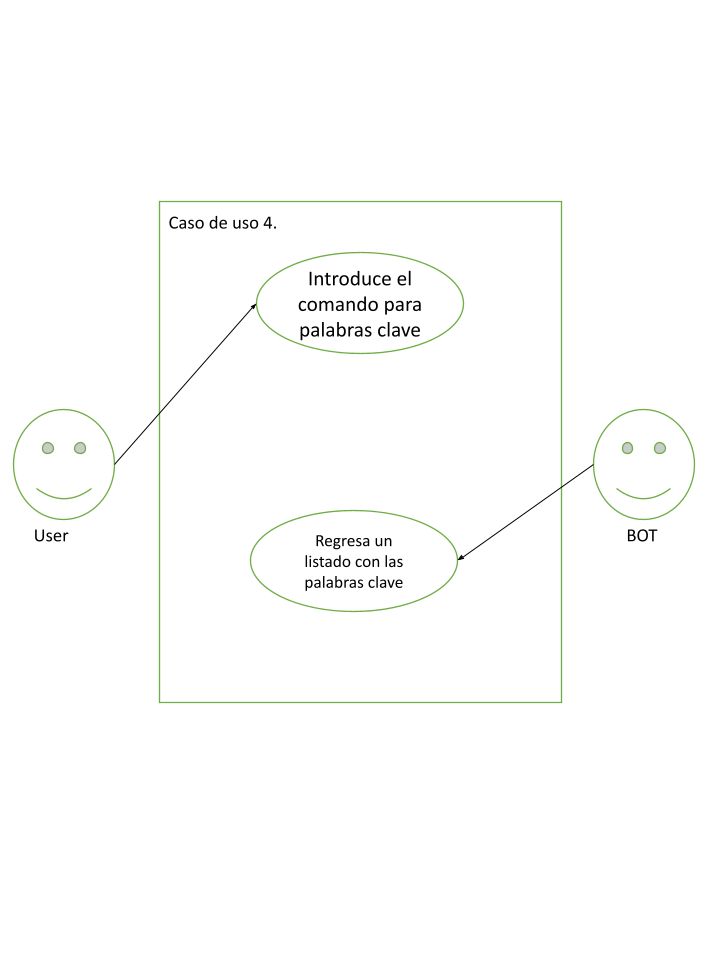 Caso de uso 4.
Introduce el
comando para
palabras clave
User
BOT
Regresa un
listado con las
palabras clave